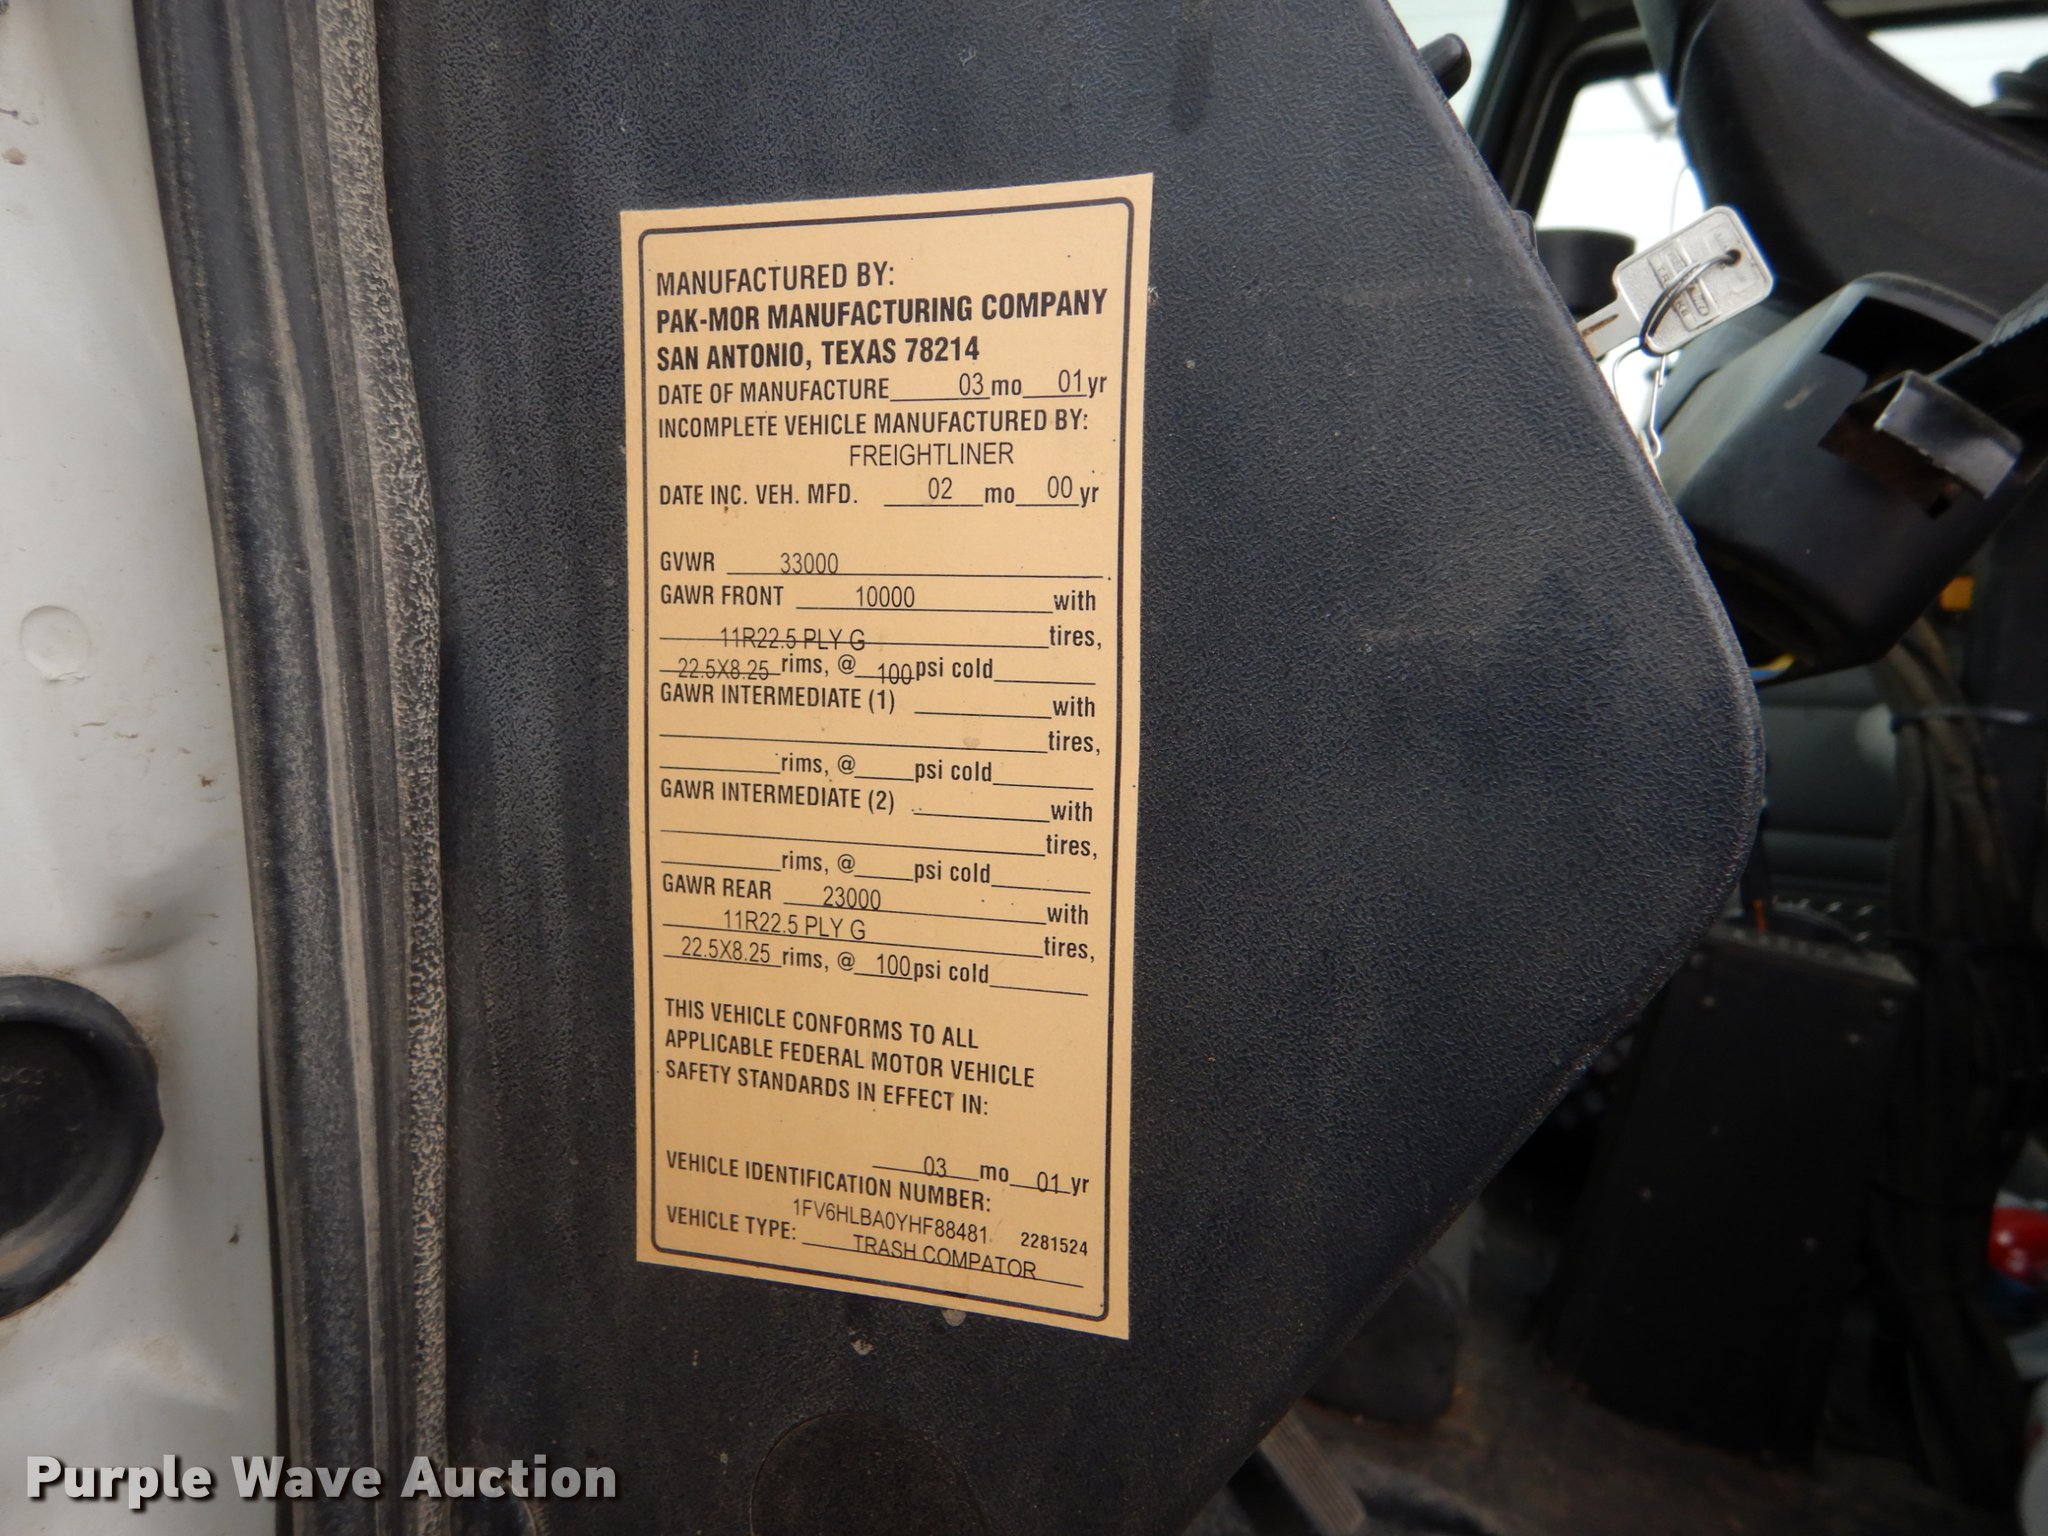 MANUFACTURED BY:
PAK-MOR MANUFACTURING COMPANY
SAN ANTONIO, TEXAS 78214
DATE OF MANUFACTURE 03 mo 01 yr
INCOMPLETE VEHICLE MANUFACTURED BY:
FREIGHTLINER
DATE INC. VEH. MFD. 02 mo 00 yr
GVWR 33000
GAWR FRONT 10000 with
11R22.5 PLY G tires,
22.5X8.25 rims, @ 100 psi cold
GAWR INTERMEDIATE (1) with
tires,
rims, @ psi cold
GAWR INTERMEDIATE (2) with
tires,
rims, @ psi cold
GAWR REAR 23000 with
11R22.5 PLY G tires,
22.5X8.25 rims, @ 100 psi cold
THIS VEHICLE CONFORMS TO ALL
APPLICABLE FEDERAL MOTOR VEHICLE
SAFETY STANDARDS IN EFFECT IN:
03 mo 01 yr
VEHICLE IDENTIFICATION NUMBER:
1FV6HLBA0YHF88481 2281524
VEHICLE TYPE: TRASH COMPATOR
Purple Wave Auction